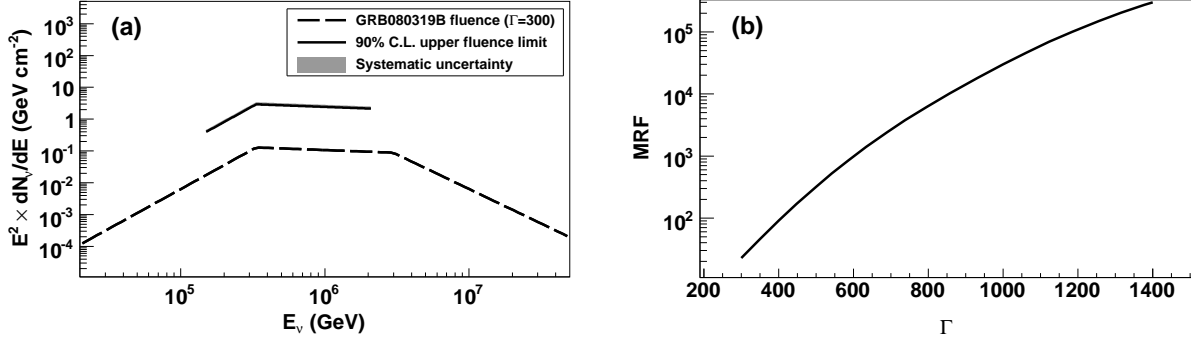 (a)
GRB080319B fluence (Γ=300)
90% C.L. upper fluence limit
Systematic uncertainty
E² × dNᵥ/dE (GeV cm⁻²)
10³
10²
10
1
10⁻¹
10⁻²
10⁻³
10⁻⁴
10⁵ 10⁶ 10⁷
Eᵥ (GeV)
(b)
MRF
10⁵
10⁴
10³
10²
200 400 600 800 1000 1200 1400
Γ